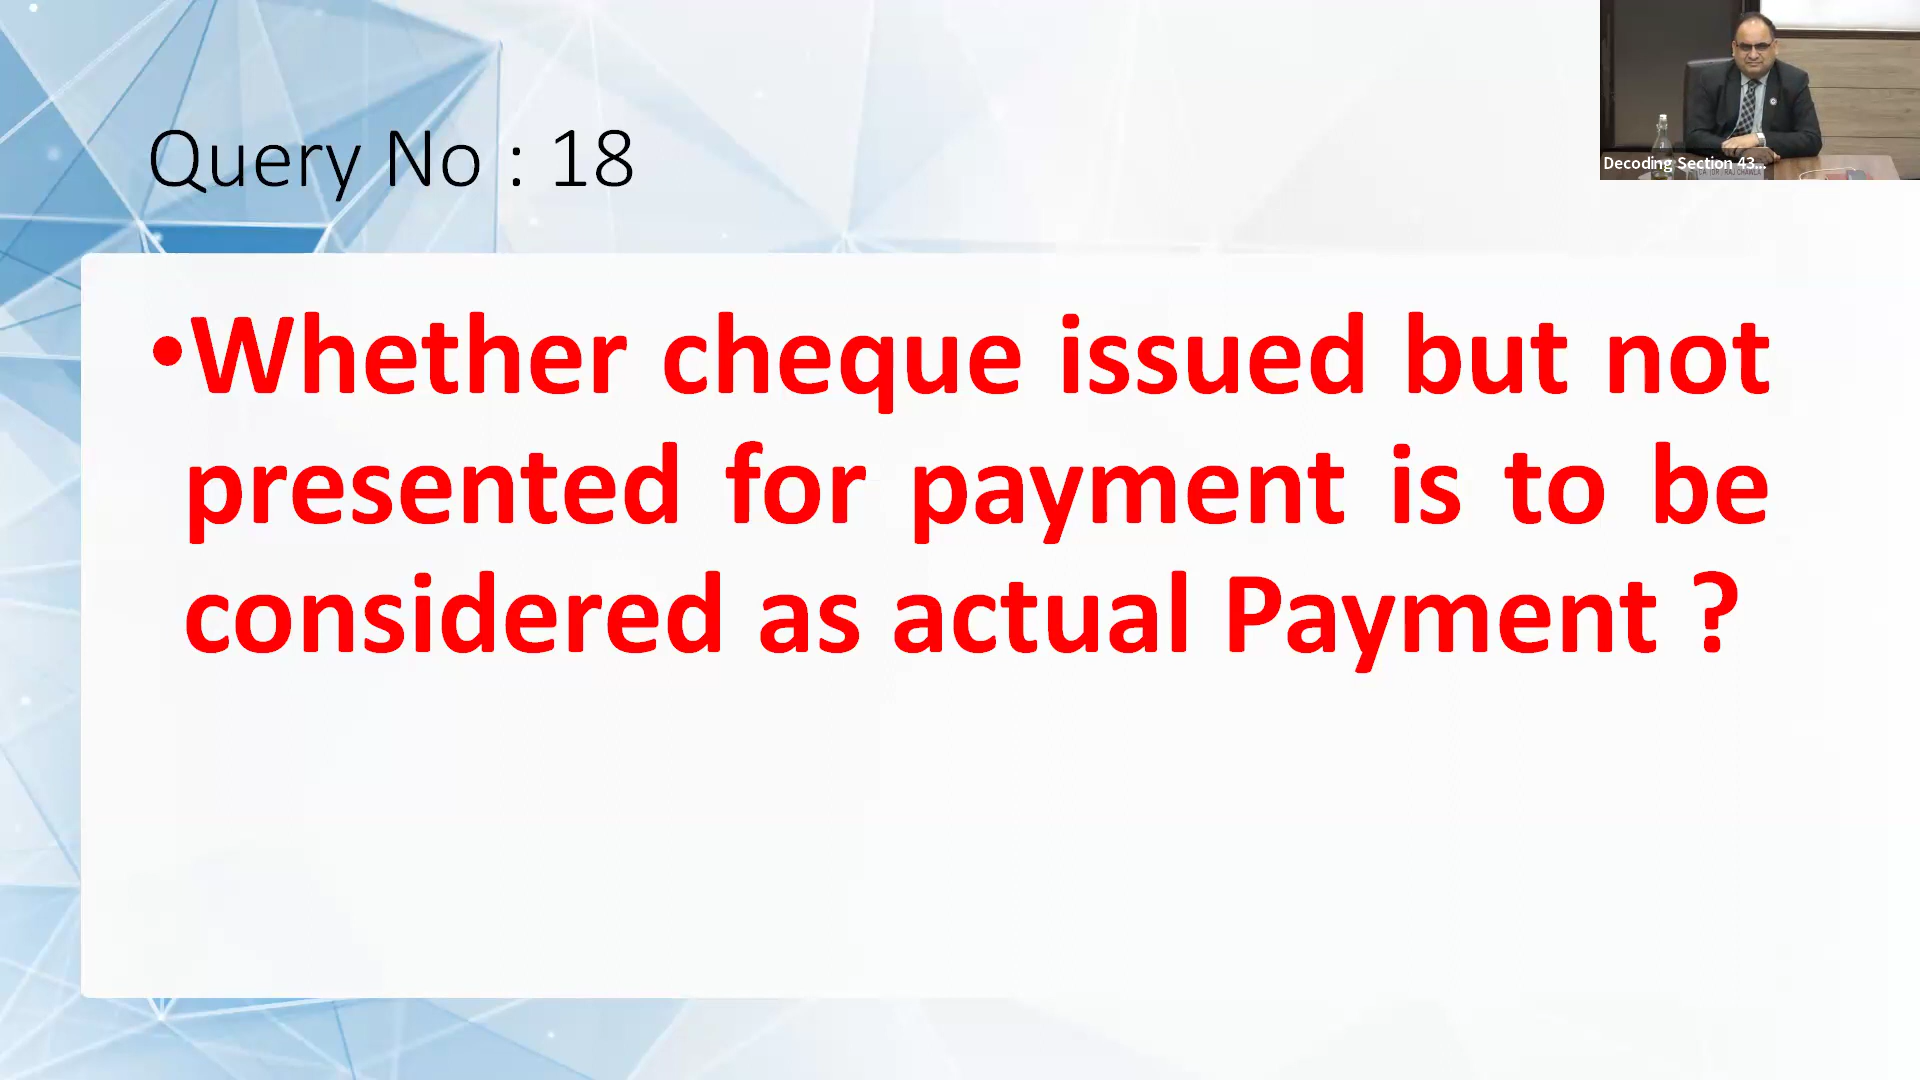 Query No : 18
Decoding Section 43...
•Whether cheque issued but not
presented for payment is to be
considered as actual Payment ?